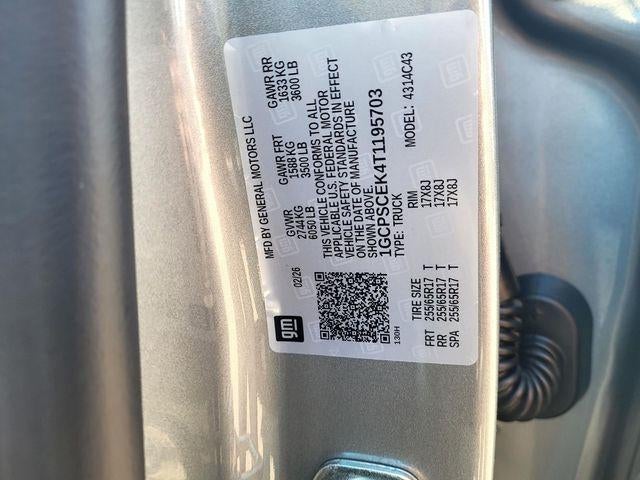 MFD BY GENERAL MOTORS LLC
02/26
GVWR GAWR FRT GAWR RR
2744 KG 1588 KG 1633 KG
6050 LB 3500 LB 3600 LB
THIS VEHICLE CONFORMS TO ALL
APPLICABLE U.S. FEDERAL MOTOR
VEHICLE SAFETY STANDARDS IN EFFECT
ON THE DATE OF MANUFACTURE
SHOWN ABOVE.
1GCPSCEK4T1195703
TYPE: TRUCK MODEL: 4314C43
gm
130H
TIRE SIZE RIM
FRT 255/65R17 T 17X8J
RR 255/65R17 T 17X8J
SPA 255/65R17 T 17X8J